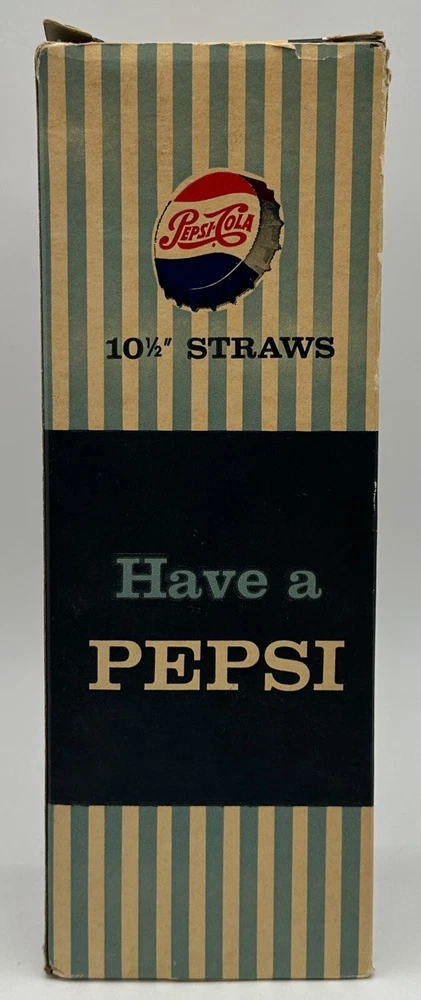 PEPSI-COLA
10½" STRAWS
Have a
PEPSI